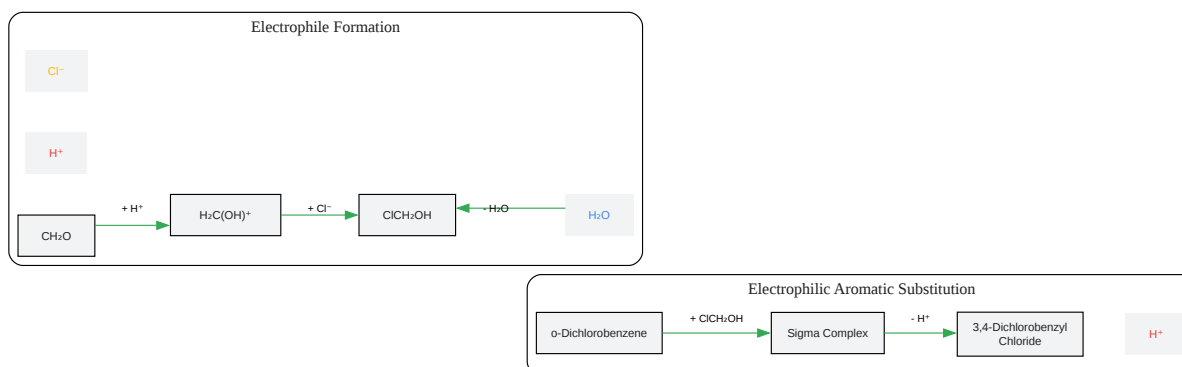 Electrophile Formation
Cl⁻
H⁺
+ H⁺
+ Cl⁻
- H₂O
CH₂O
H₂C(OH)⁺
ClCH₂OH
H₂O
Electrophilic Aromatic Substitution
+ ClCH₂OH
- H⁺
o-Dichlorobenzene
Sigma Complex
3,4-Dichlorobenzyl
Chloride
H⁺